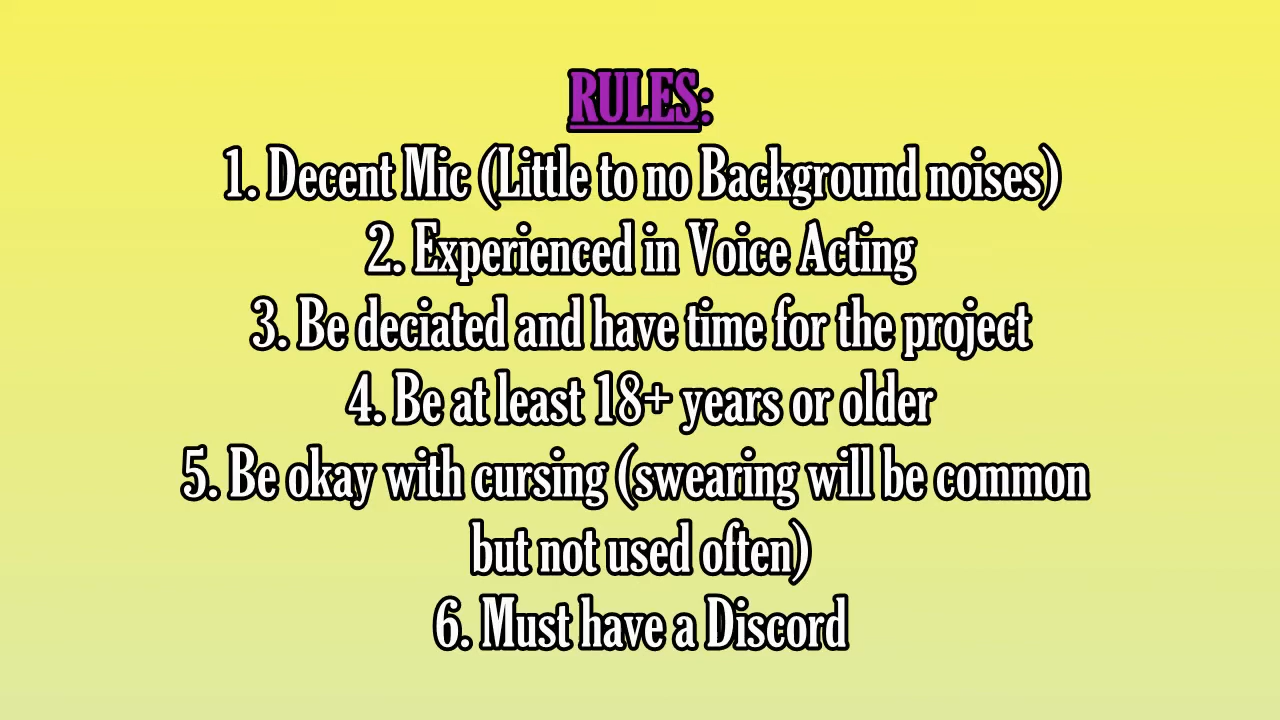 RULES:
1. Decent Mic (Little to no Background noises)
2. Experienced in Voice Acting
3. Be deciated and have time for the project
4. Be at least 18+ years or older
5. Be okay with cursing (swearing will be common
but not used often)
6. Must have a Discord